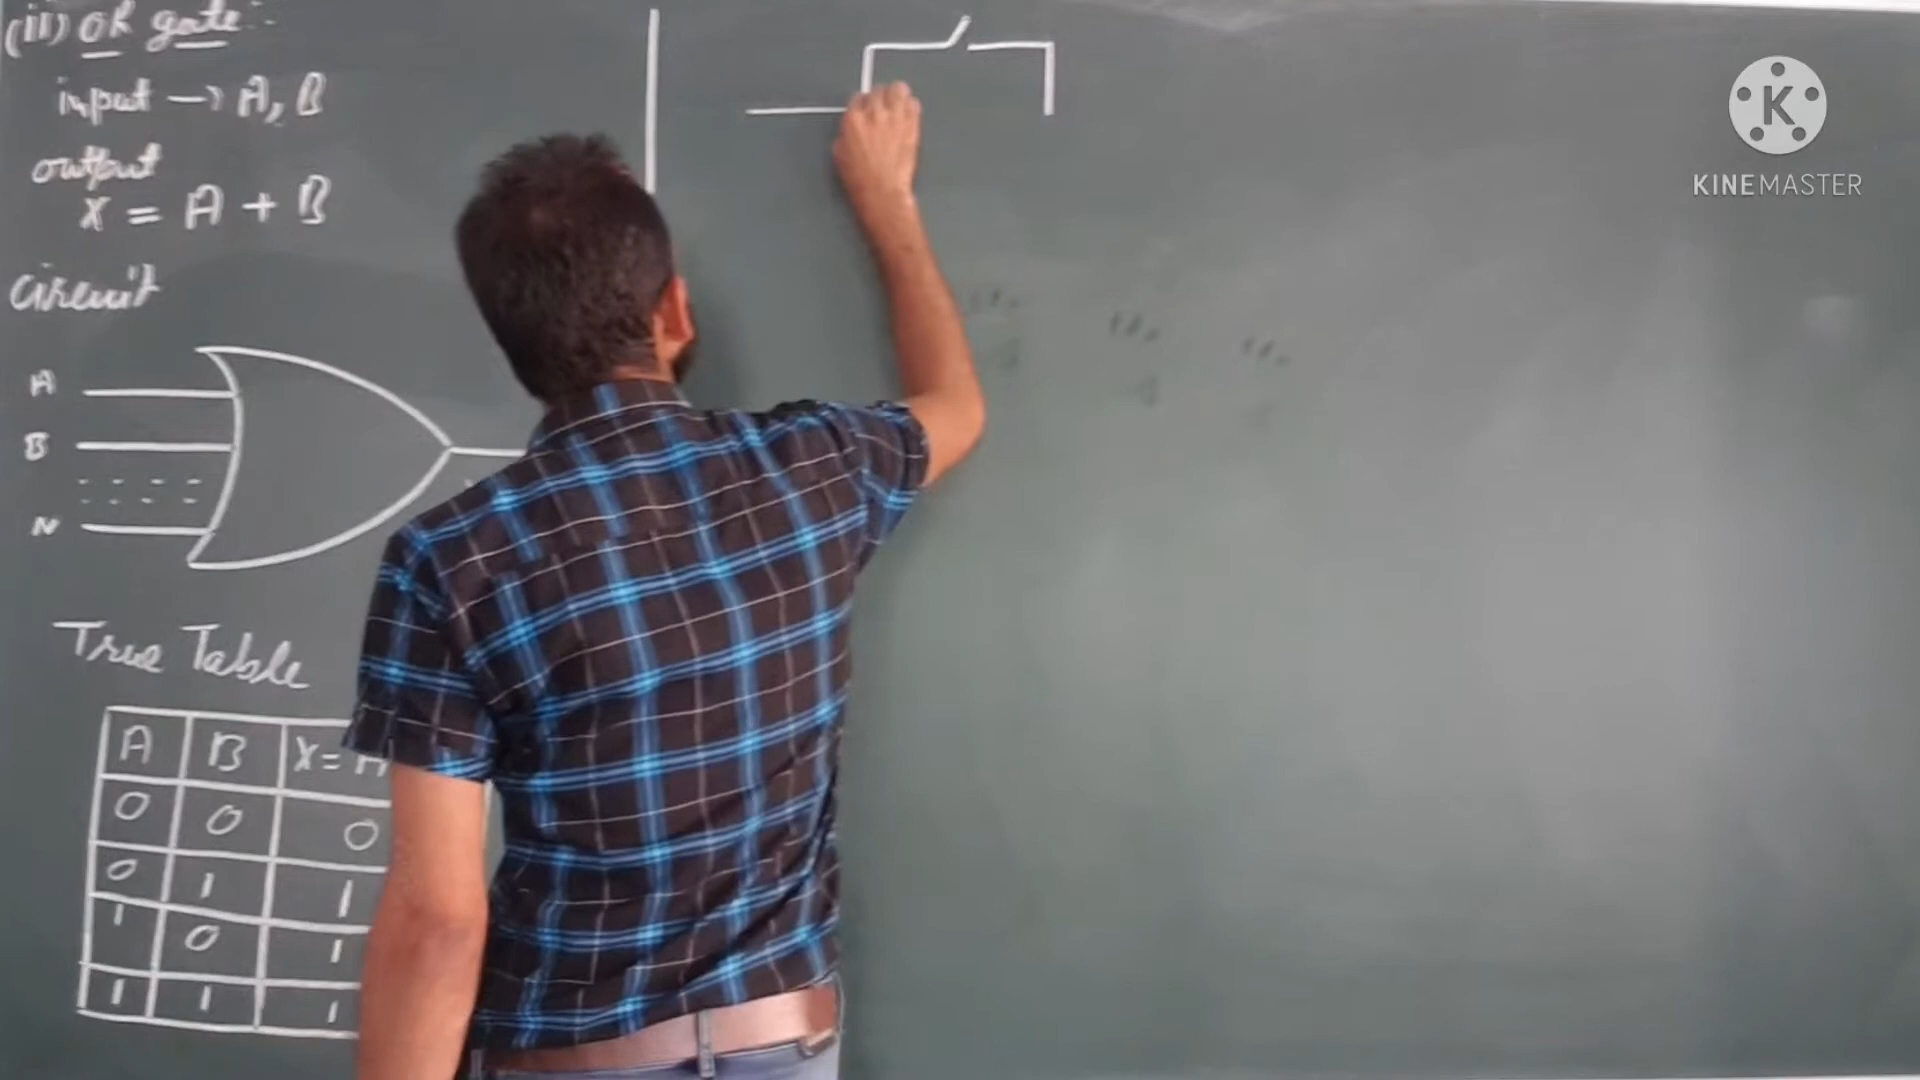 (ii) OR gate:-
input → A, B
output
X = A + B
Circuit
A
B
N
True Table
A B X = A
0 0 0
0 1 1
1 0 1
1 1 1
K
KINEMASTER